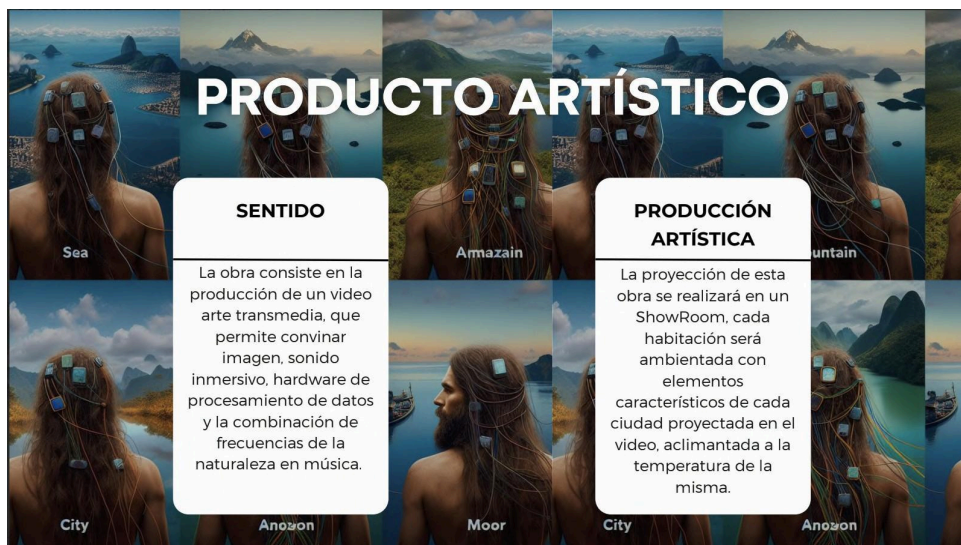 PRODUCTO ARTÍSTICO
SENTIDO
La obra consiste en la
producción de un video
arte transmedia, que
permite convinar
imagen, sonido
inmersivo, hardware de
procesamiento de datos
y la combinación de
frecuencias de la
naturaleza en música.
PRODUCCIÓN
ARTÍSTICA
La proyección de esta
obra se realizará en un
ShowRoom, cada
habitación será
ambientada con
elementos
característicos de cada
ciudad proyectada en el
video, aclimantada a la
temperatura de la
misma.
Sea
Armazain
untain
City
Moor
City